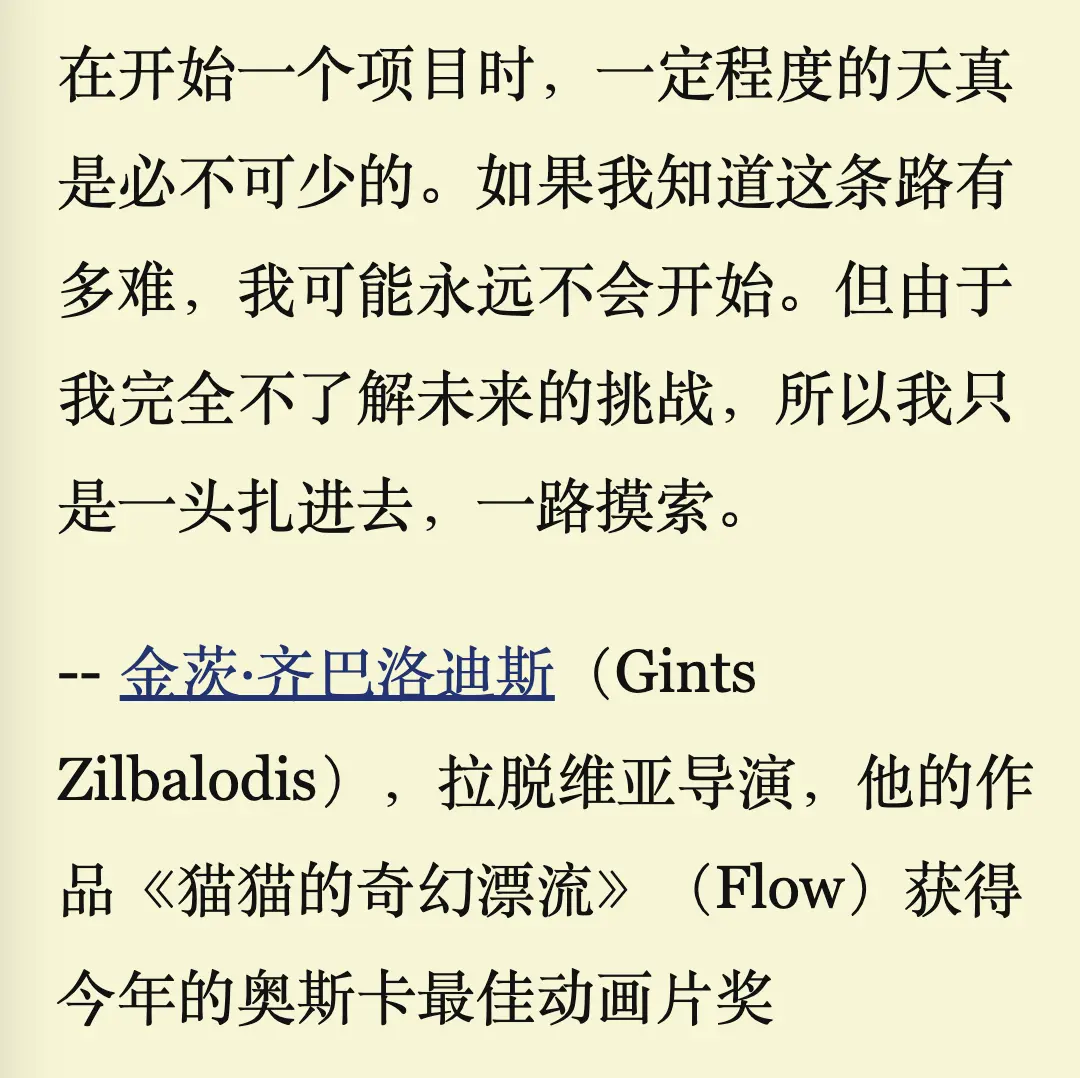 在开始一个项目时，一定程度的天真
是必不可少的。如果我知道这条路有
多难，我可能永远不会开始。但由于
我完全不了解未来的挑战，所以我只
是一头扎进去，一路摸索。
-- 金茨·齐巴洛迪斯（Gints
Zilbalodis），拉脱维亚导演，他的作
品《猫猫的奇幻漂流》（Flow）获得
今年的奥斯卡最佳动画片奖